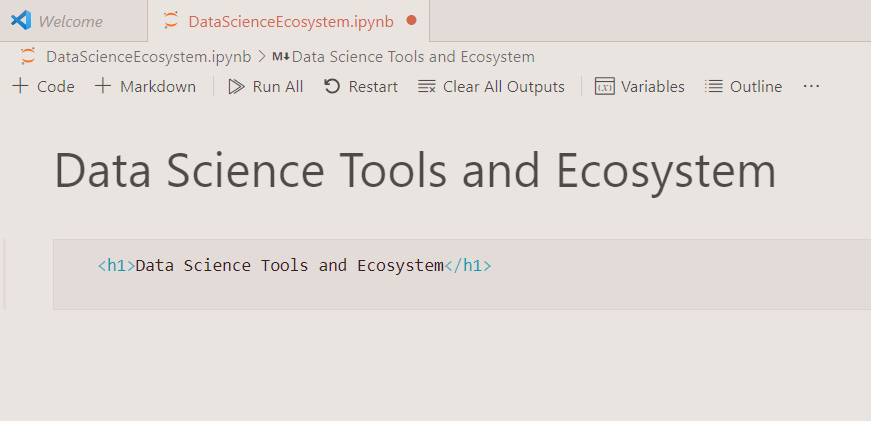 Welcome DataScienceEcosystem.ipynb
DataScienceEcosystem.ipynb > M↓Data Science Tools and Ecosystem
+ Code + Markdown Run All Restart Clear All Outputs (x) Variables Outline ...
Data Science Tools and Ecosystem
<h1>Data Science Tools and Ecosystem</h1>